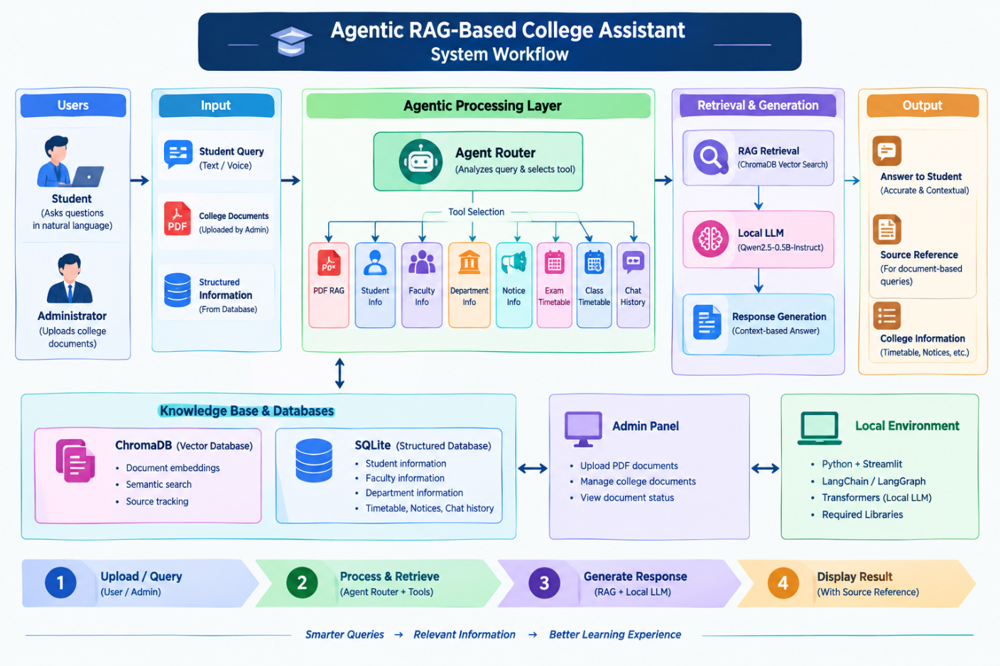 Agentic RAG-Based College Assistant
System Workflow
Users
Student
(Asks questions
in natural language)
Administrator
(Uploads college
documents)
Input
Student Query
(Text / Voice)
PDF
College Documents
(Uploaded by Admin)
Structured
Information
(From Database)
Agentic Processing Layer
Agent Router
(Analyzes query & selects tool)
Tool Selection
PDF RAG
Student
Info
Faculty
Info
Department
Info
Notice
Info
Exam
Timetable
Class
Timetable
Chat
History
Retrieval & Generation
RAG Retrieval
(ChromaDB Vector Search)
Local LLM
(Qwen2.5-0.5B-Instruct)
Response Generation
(Context-based Answer)
Output
Answer to Student
(Accurate & Contextual)
Source Reference
(For document-based
queries)
College Information
(Timetable, Notices, etc.)
Knowledge Base & Databases
ChromaDB (Vector Database)
• Document embeddings
• Semantic search
• Source tracking
SQLite (Structured Database)
• Student information
• Faculty information
• Department information
• Timetable, Notices, Chat history
Admin Panel
• Upload PDF documents
• Manage college documents
• View document status
Local Environment
• Python + Streamlit
• LangChain / LangGraph
• Transformers (Local LLM)
• Required Libraries
1
Upload / Query
(User / Admin)
2
Process & Retrieve
(Agent Router + Tools)
3
Generate Response
(RAG + Local LLM)
4
Display Result
(With Source Reference)
Smarter Queries → Relevant Information → Better Learning Experience